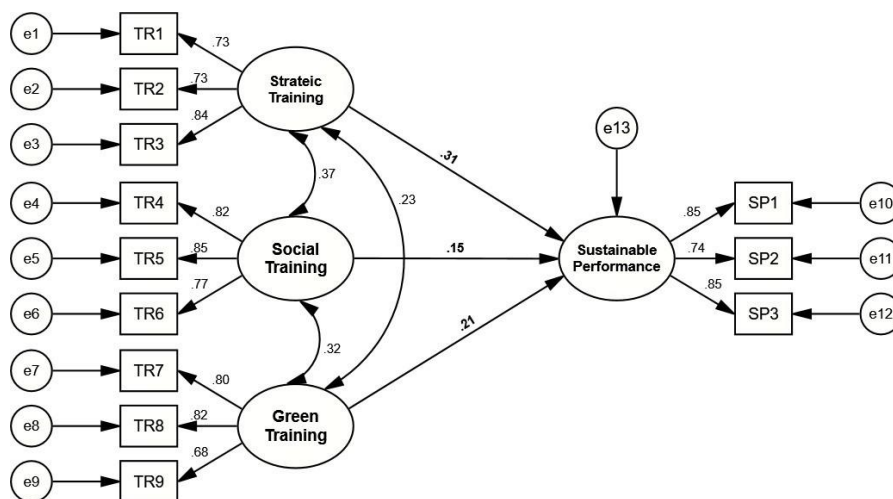 e1
TR1
.73
e2
TR2
.73
Strateic
Training
e3
TR3
.84
e13
.31
.37
.23
e4
TR4
.82
SP1
.85
e10
e5
TR5
.85
Social
Training
.15
Sustainable
Performance
.74
SP2
e11
e6
TR6
.77
.85
SP3
e12
.32
.21
e7
TR7
.80
e8
TR8
.82
Green
Training
e9
TR9
.68